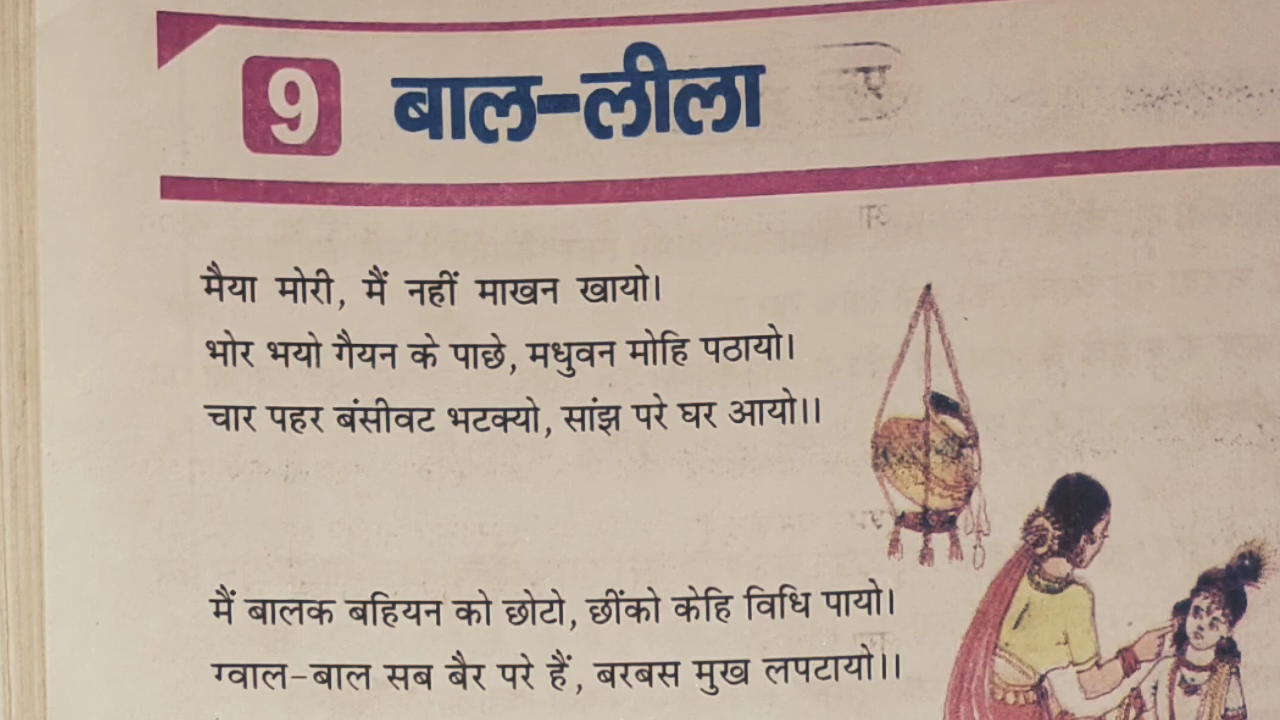 9 बाल-लीला
मैया मोरी, मैं नहीं माखन खायो।
भोर भयो गैयन के पाछे, मधुवन मोहि पठायो।
चार पहर बंसीवट भटक्यो, सांझ परे घर आयो।।
मैं बालक बहियन को छोटो, छींको केहि विधि पायो।
ग्वाल-बाल सब बैर परे हैं, बरबस मुख लपटायो।।